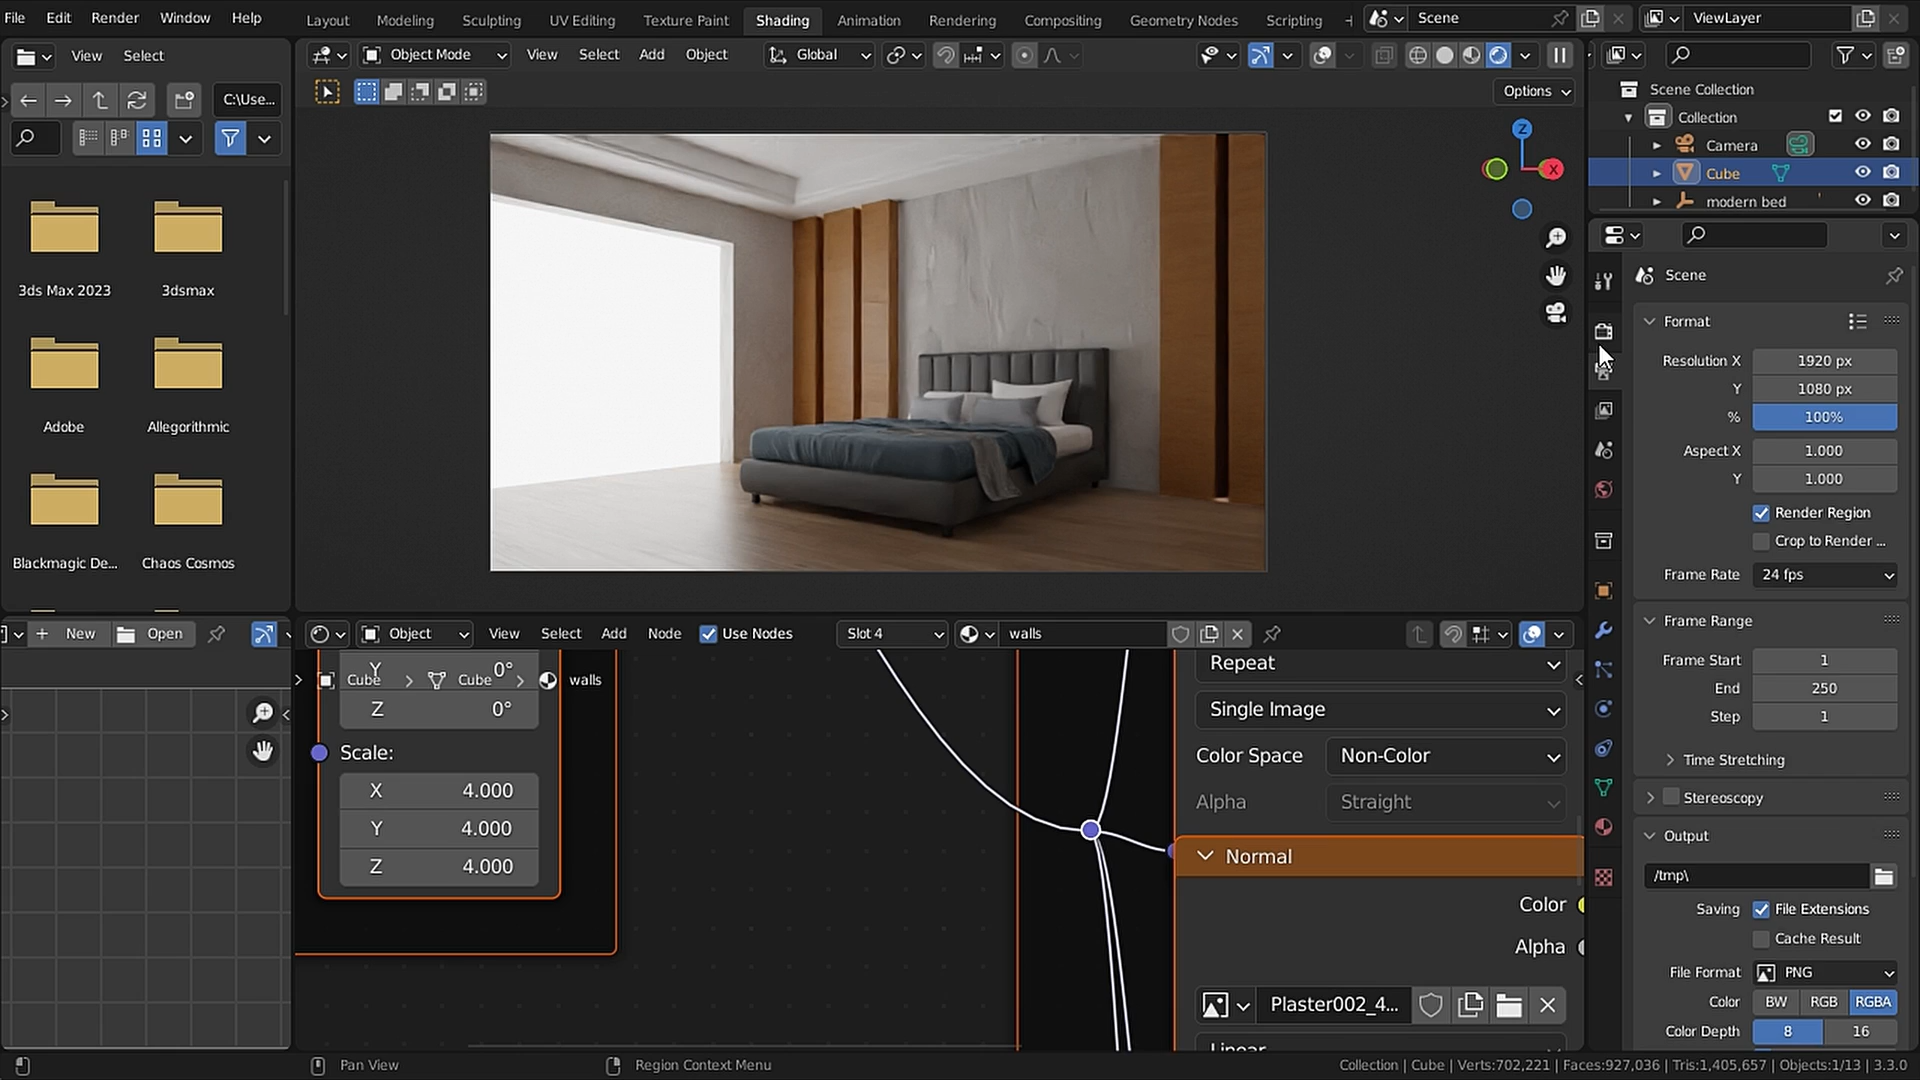 File Edit Render Window Help
Layout Modeling Sculpting UV Editing Texture Paint Shading Animation Rendering Compositing Geometry Nodes Scripting
Scene
ViewLayer
View Select
Object Mode View Select Add Object
Global
C:\Use...
Options
Z
X
3ds Max 2023 3dsmax
Adobe Allegorithmic
Blackmagic De... Chaos Cosmos
Scene Collection
Collection
Camera
Cube
modern bed
Scene
Format
Resolution X 1920 px
Y 1080 px
% 100%
Aspect X 1.000
Y 1.000
Render Region
Crop to Render ...
Frame Rate 24 fps
Frame Range
Frame Start 1
End 250
Step 1
Time Stretching
Stereoscopy
Output
/tmp\
Saving File Extensions
Cache Result
File Format PNG
Color BW RGB RGBA
Color Depth 8 16
+ New Open
Object View Select Add Node Use Nodes Slot 4 walls
Y 0°
Cube Cube walls
Z 0°
Scale:
X 4.000
Y 4.000
Z 4.000
Repeat
Single Image
Color Space Non-Color
Alpha Straight
Normal
Color
Alpha
Plaster002_4...
Linear
Pan View
Region Context Menu
Collection | Cube | Verts:702,221 | Faces:927,036 | Tris:1,405,657 | Objects:1/13 | 3.3.0